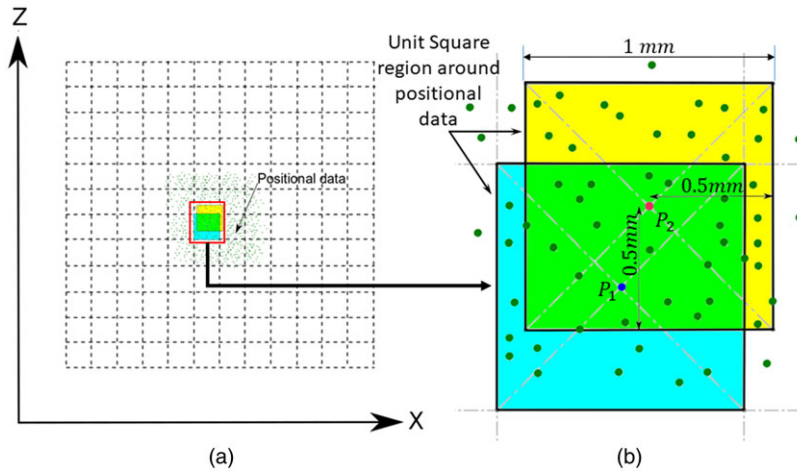 Z
Positional data
X
(a)
Unit Square
region around
positional
data
1 mm
0.5mm
P2
0.5mm
P1
(b)